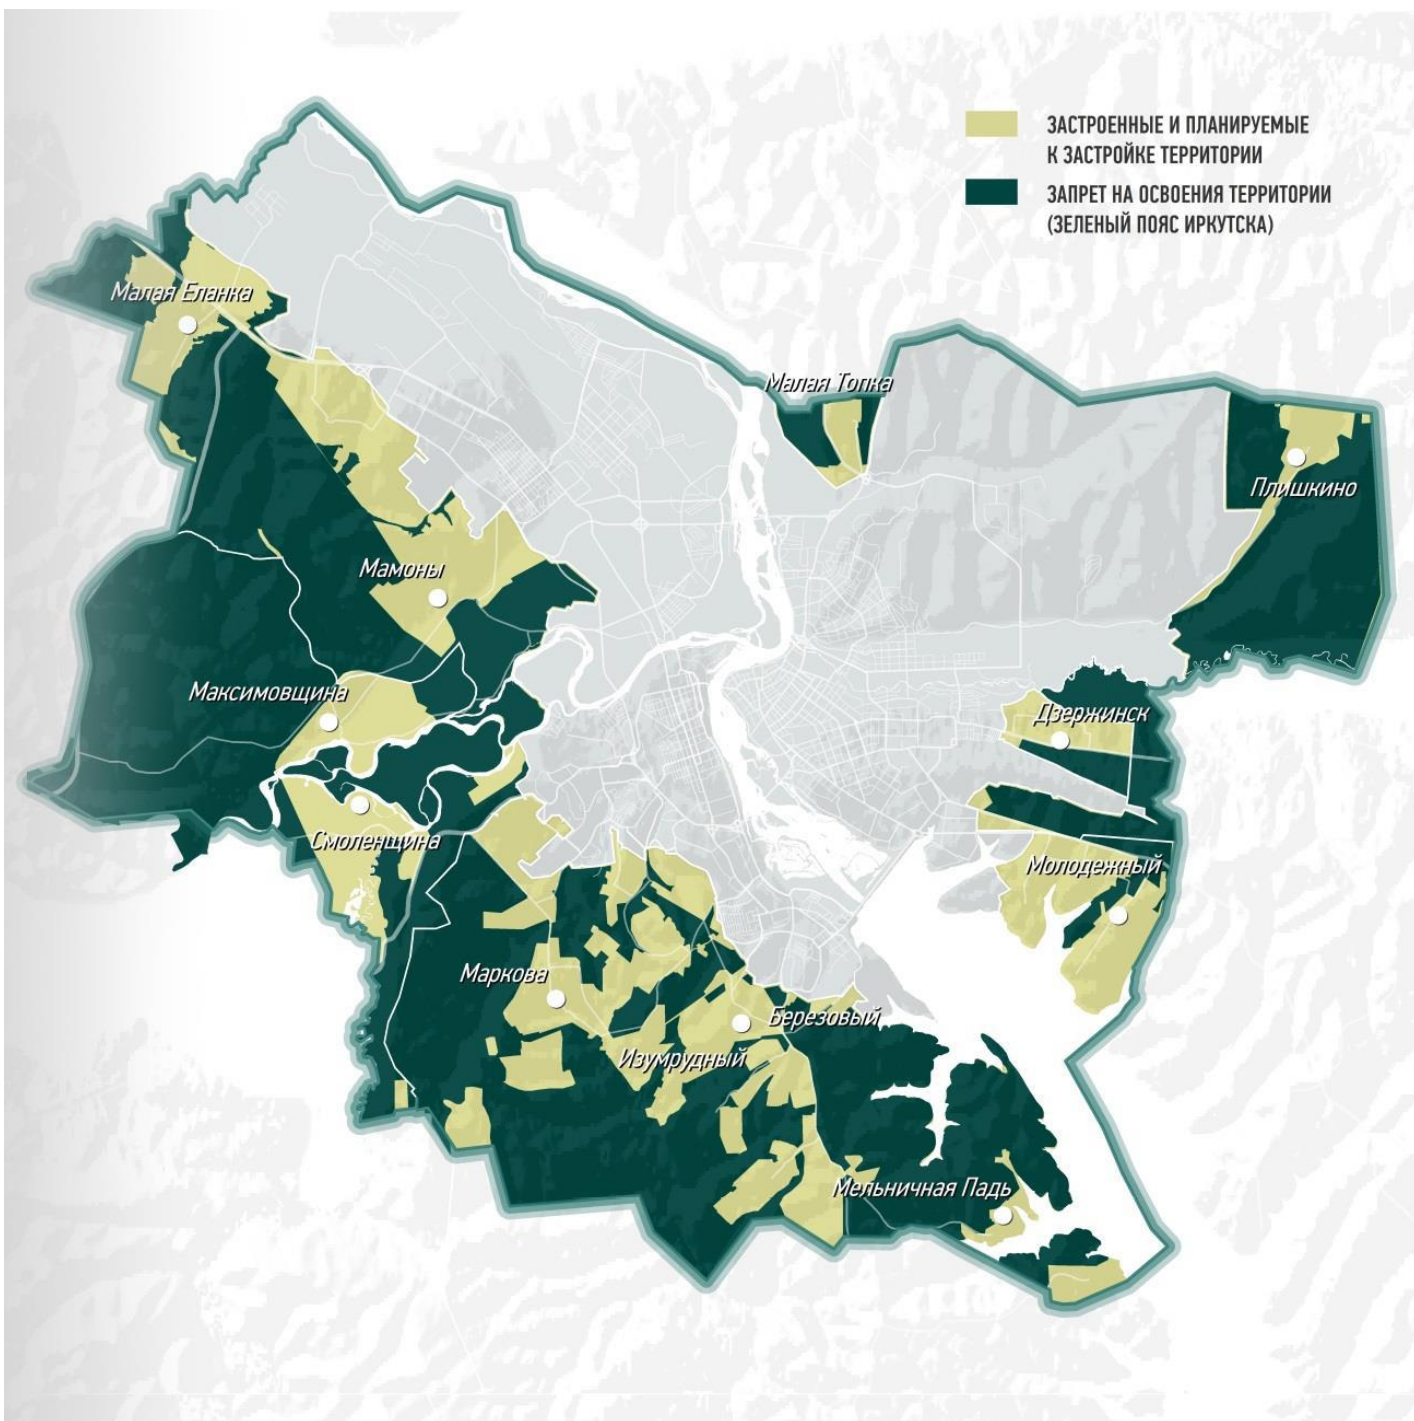 ЗАСТРОЕННЫЕ И ПЛАНИРУЕМЫЕ
К ЗАСТРОЙКЕ ТЕРРИТОРИИ
ЗАПРЕТ НА ОСВОЕНИЯ ТЕРРИТОРИИ
(ЗЕЛЕНЫЙ ПОЯС ИРКУТСКА)
Малая Еланка
Малая Топка
Плишкино
Мамоны
Максимовщина
Дзержинск
Смоленщина
Молодежный
Маркова
Березовый
Изумрудный
Мельничная Падь